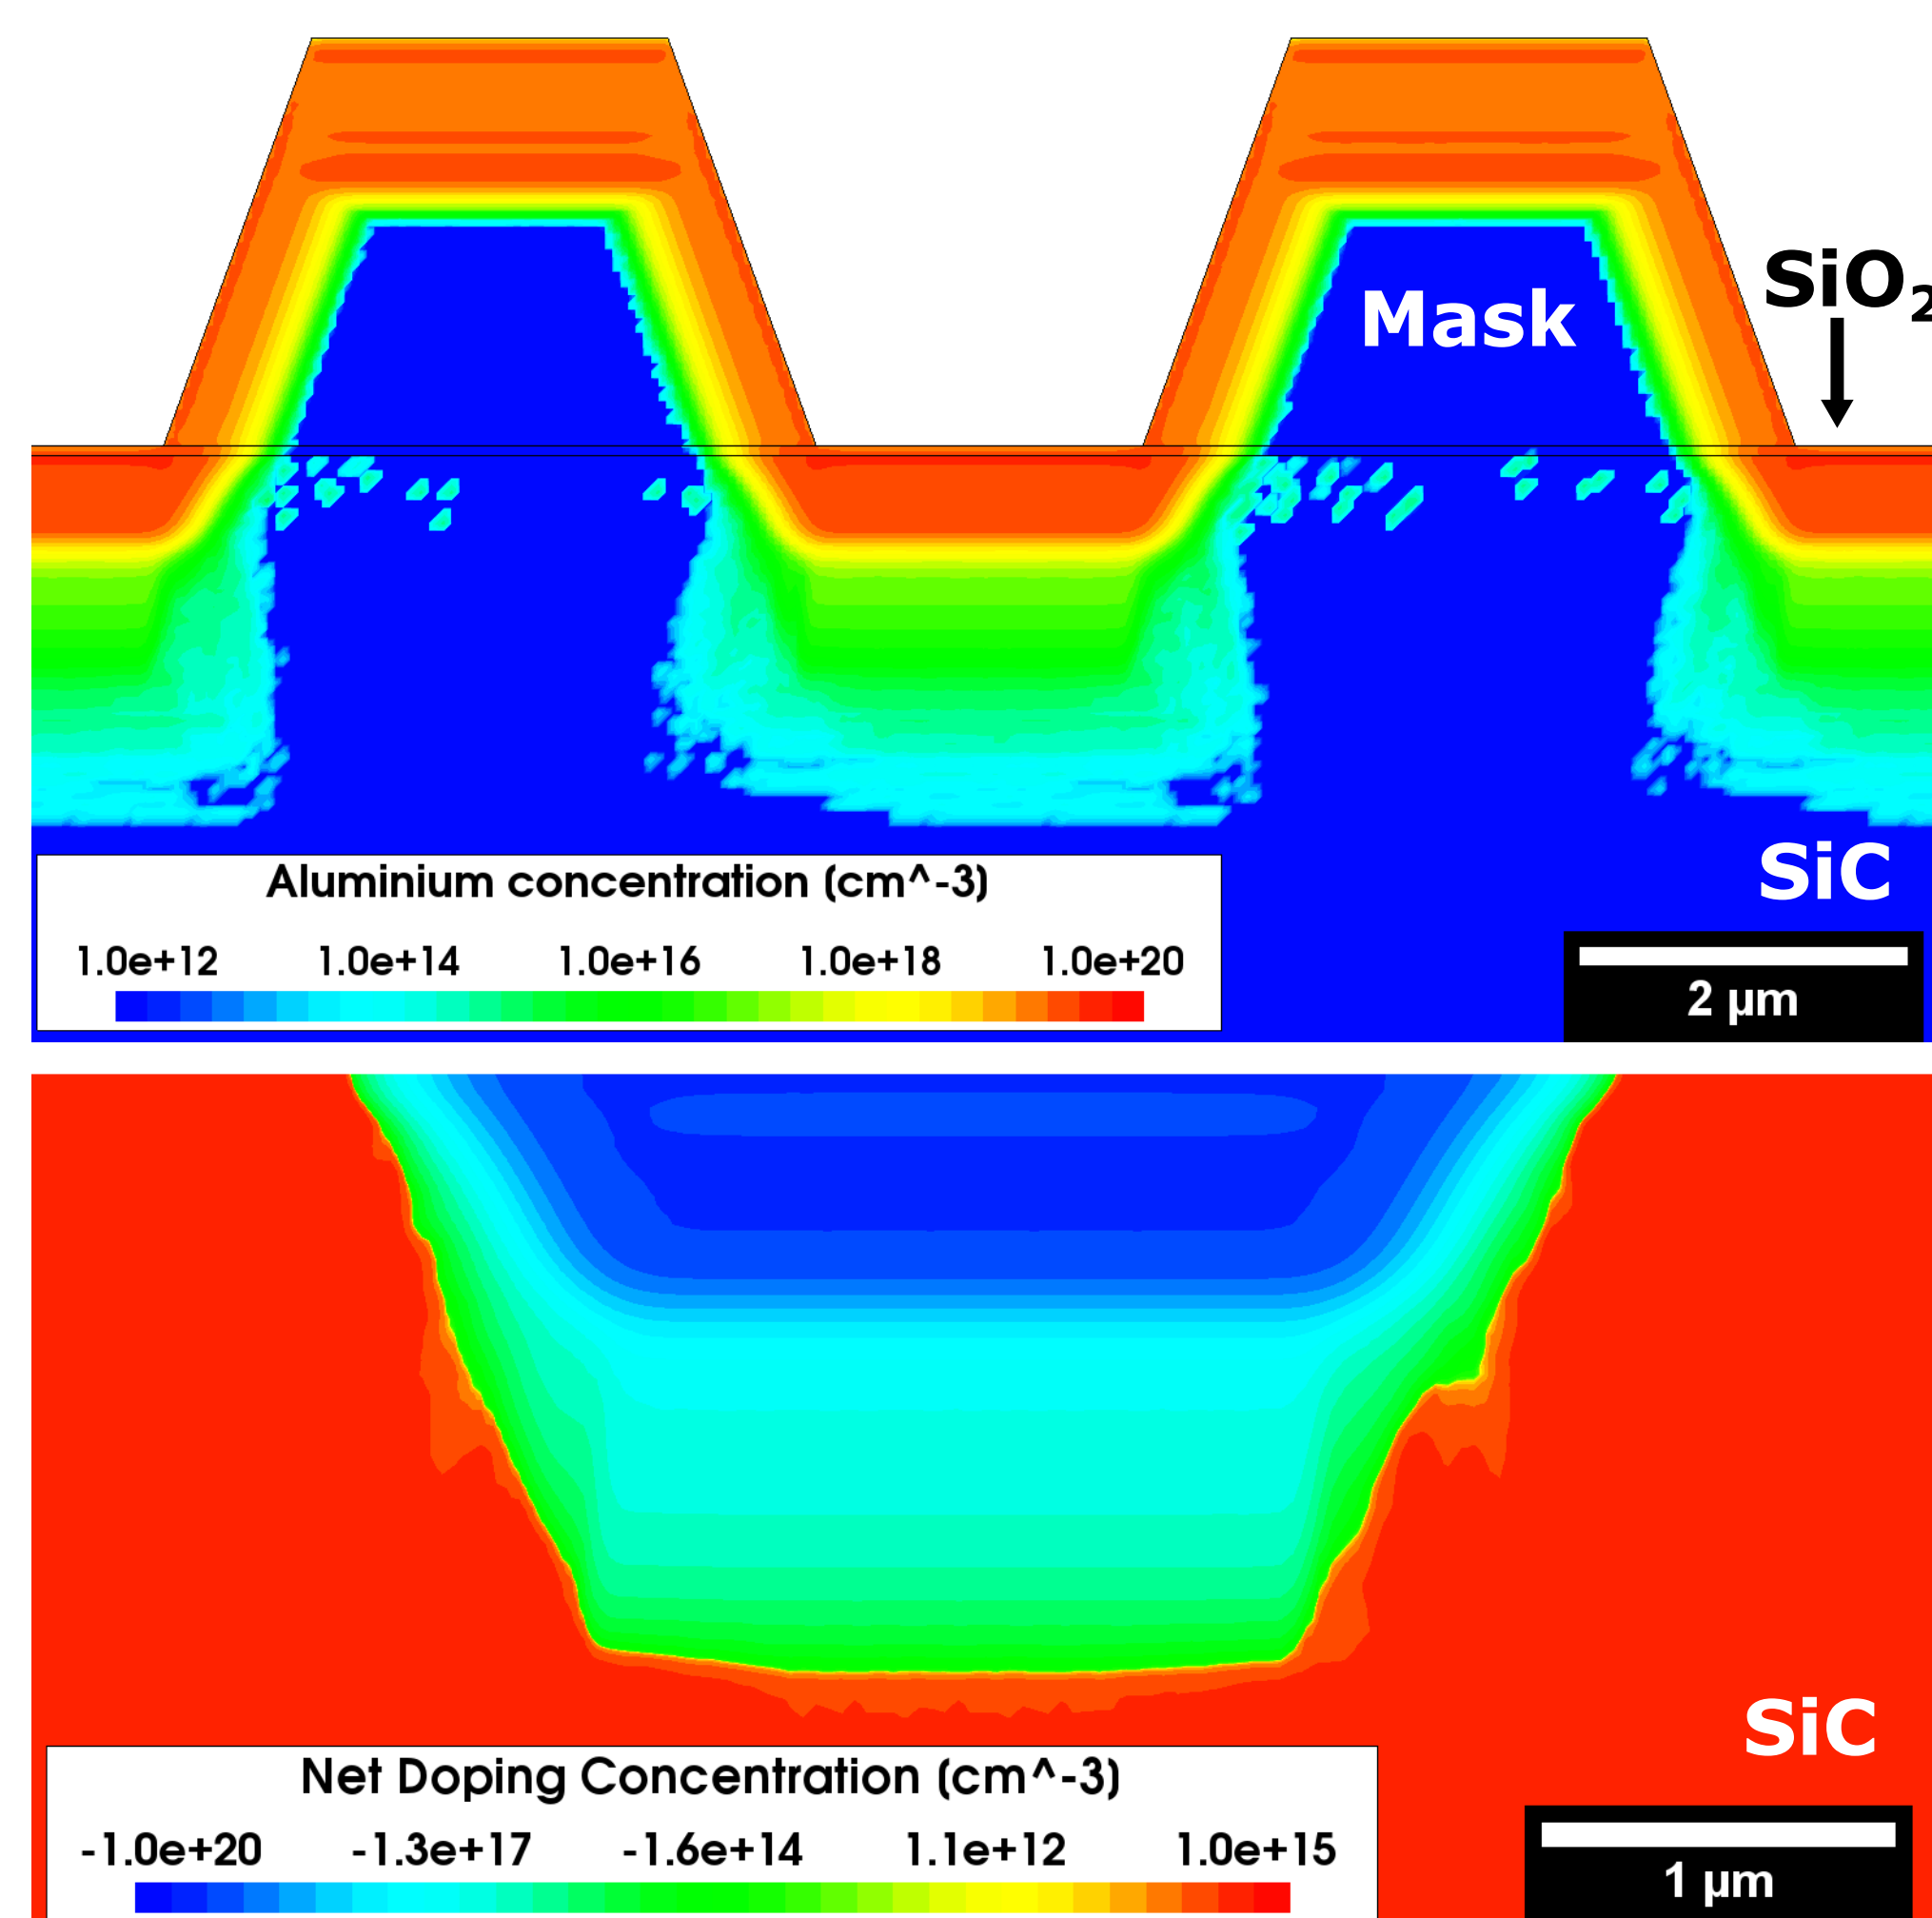 SiO₂
Mask
SiC
Aluminium concentration (cm^-3)
1.0e+12 1.0e+14 1.0e+16 1.0e+18 1.0e+20
2 µm
SiC
Net Doping Concentration (cm^-3)
-1.0e+20 -1.3e+17 -1.6e+14 1.1e+12 1.0e+15
1 µm